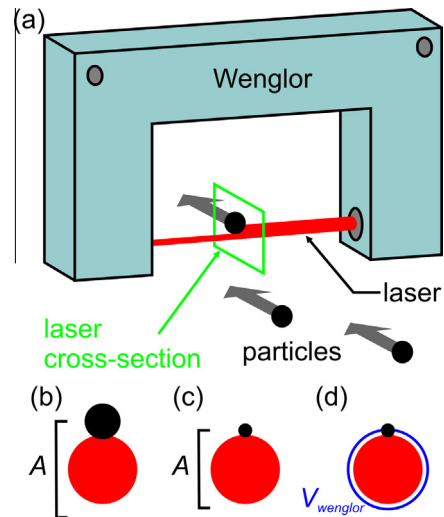 (a)
Wenglor
laser
laser
cross-section
particles
(b) (c) (d)
A A
V_wenglor